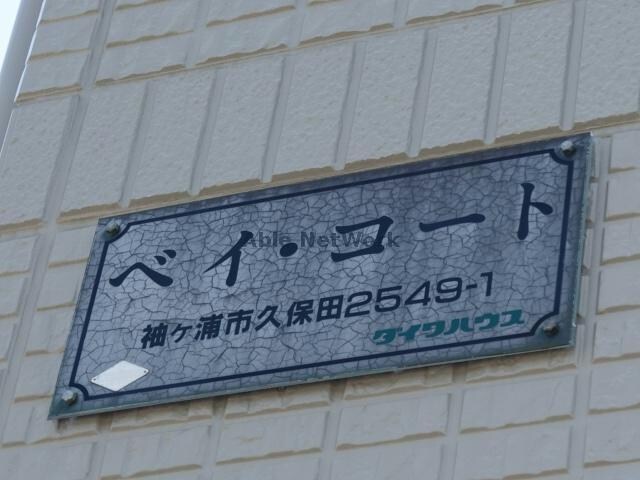 ベイ・コート
Able NetWork
袖ヶ浦市久保田2549-1
ダイワハウス